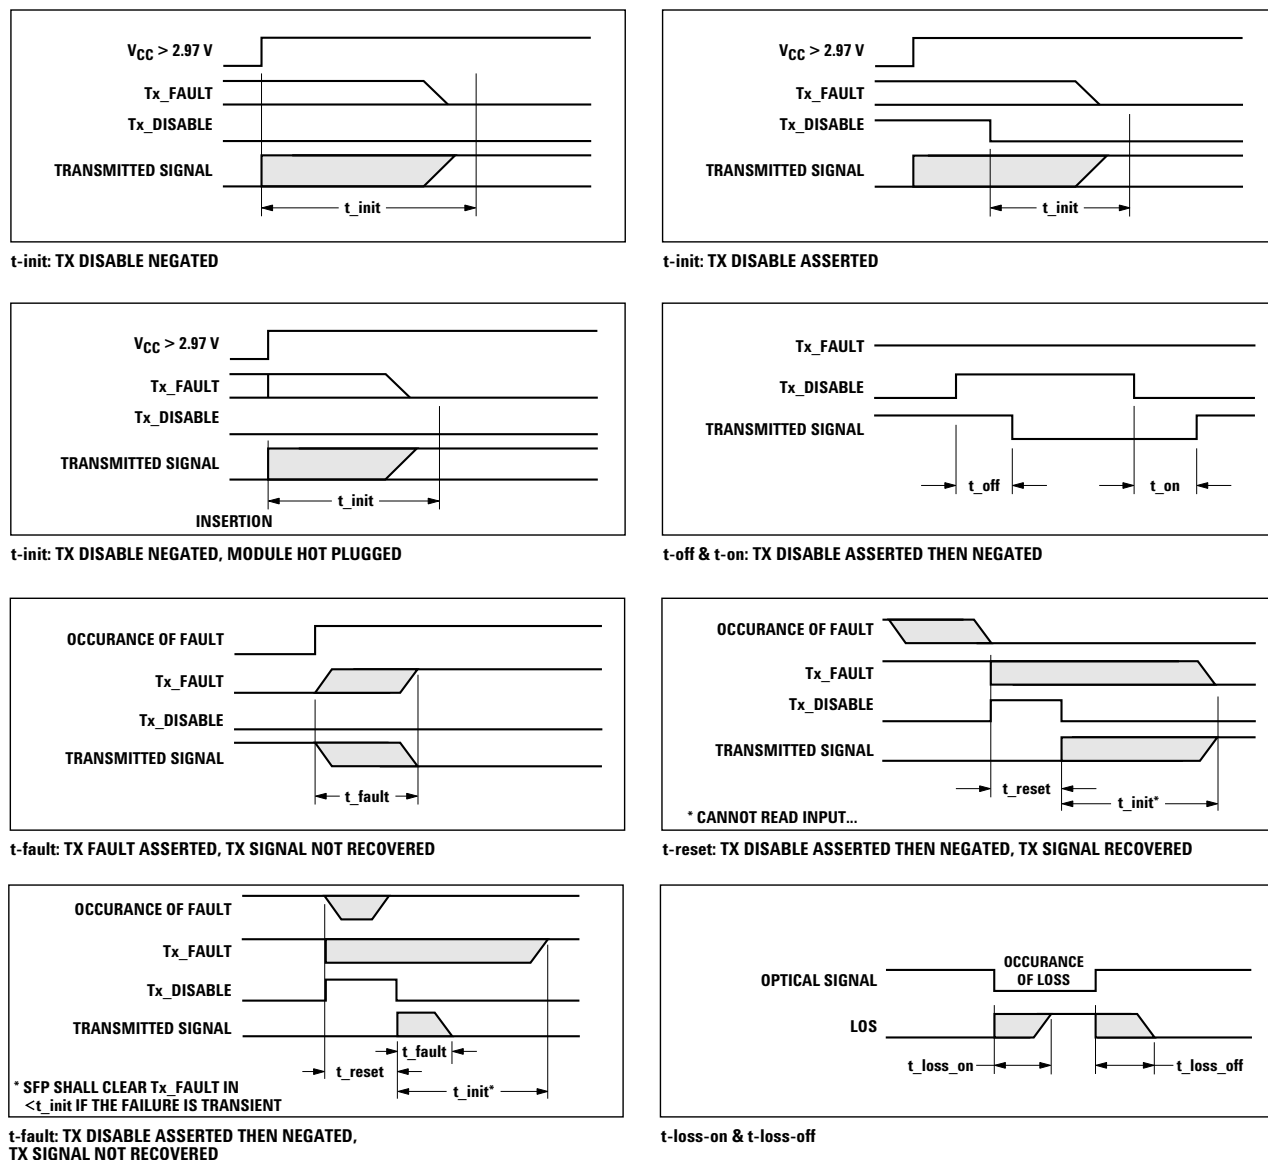 V_CC > 2.97 V
Tx_FAULT
Tx_DISABLE
TRANSMITTED SIGNAL
t_init
t-init: TX DISABLE NEGATED
V_CC > 2.97 V
Tx_FAULT
Tx_DISABLE
TRANSMITTED SIGNAL
t_init
t-init: TX DISABLE ASSERTED
V_CC > 2.97 V
Tx_FAULT
Tx_DISABLE
TRANSMITTED SIGNAL
t_init
INSERTION
t-init: TX DISABLE NEGATED, MODULE HOT PLUGGED
Tx_FAULT
Tx_DISABLE
TRANSMITTED SIGNAL
t_off
t_on
t-off & t-on: TX DISABLE ASSERTED THEN NEGATED
OCCURANCE OF FAULT
Tx_FAULT
Tx_DISABLE
TRANSMITTED SIGNAL
t_fault
t-fault: TX FAULT ASSERTED, TX SIGNAL NOT RECOVERED
OCCURANCE OF FAULT
Tx_FAULT
Tx_DISABLE
TRANSMITTED SIGNAL
t_reset
t_init*
* CANNOT READ INPUT...
t-reset: TX DISABLE ASSERTED THEN NEGATED, TX SIGNAL RECOVERED
OCCURANCE OF FAULT
Tx_FAULT
Tx_DISABLE
TRANSMITTED SIGNAL
t_fault
t_reset
t_init*
* SFP SHALL CLEAR Tx_FAULT IN
<t_init IF THE FAILURE IS TRANSIENT
t-fault: TX DISABLE ASSERTED THEN NEGATED,
TX SIGNAL NOT RECOVERED
OCCURANCE
OF LOSS
OPTICAL SIGNAL
LOS
t_loss_on
t_loss_off
t-loss-on & t-loss-off